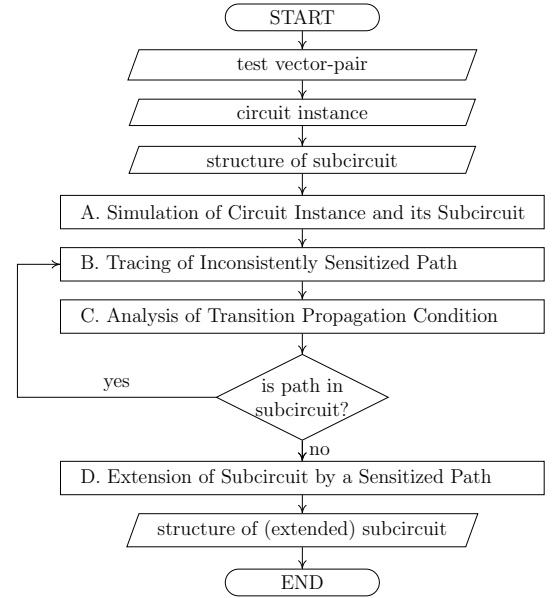 START
test vector-pair
circuit instance
structure of subcircuit
A. Simulation of Circuit Instance and its Subcircuit
B. Tracing of Inconsistently Sensitized Path
C. Analysis of Transition Propagation Condition
yes
is path in
subcircuit?
no
D. Extension of Subcircuit by a Sensitized Path
structure of (extended) subcircuit
END